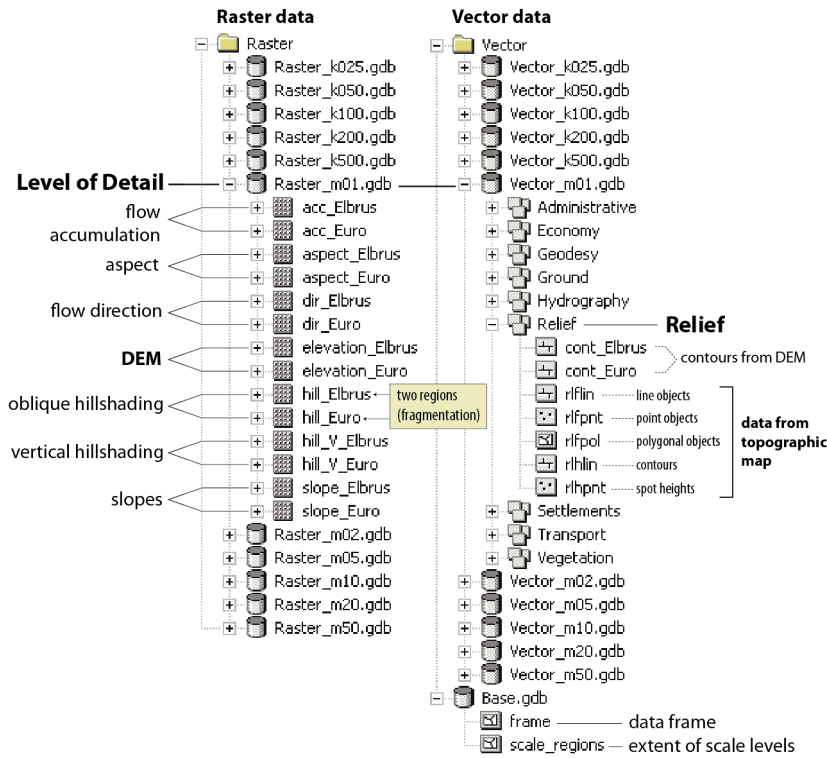 Raster data
Vector data
Raster
Vector
Raster_k025.gdb
Vector_k025.gdb
Raster_k050.gdb
Vector_k050.gdb
Raster_k100.gdb
Vector_k100.gdb
Raster_k200.gdb
Vector_k200.gdb
Raster_k500.gdb
Vector_k500.gdb
Level of Detail
Raster_m01.gdb
Vector_m01.gdb
flow
accumulation
acc_Elbrus
acc_Euro
aspect
aspect_Elbrus
aspect_Euro
flow direction
dir_Elbrus
dir_Euro
DEM
elevation_Elbrus
elevation_Euro
oblique hillshading
hill_Elbrus
hill_Euro
two regions
(fragmentation)
vertical hillshading
hill_V_Elbrus
hill_V_Euro
slopes
slope_Elbrus
slope_Euro
Raster_m02.gdb
Raster_m05.gdb
Raster_m10.gdb
Raster_m20.gdb
Raster_m50.gdb
Administrative
Economy
Geodesy
Ground
Hydrography
Relief
Relief
cont_Elbrus
cont_Euro
contours from DEM
rlflin
line objects
rlfpnt
point objects
rlfpol
polygonal objects
rlhlin
contours
rlhpnt
spot heights
data from
topographic
map
Settlements
Transport
Vegetation
Vector_m02.gdb
Vector_m05.gdb
Vector_m10.gdb
Vector_m20.gdb
Vector_m50.gdb
Base.gdb
frame
data frame
scale_regions
extent of scale levels